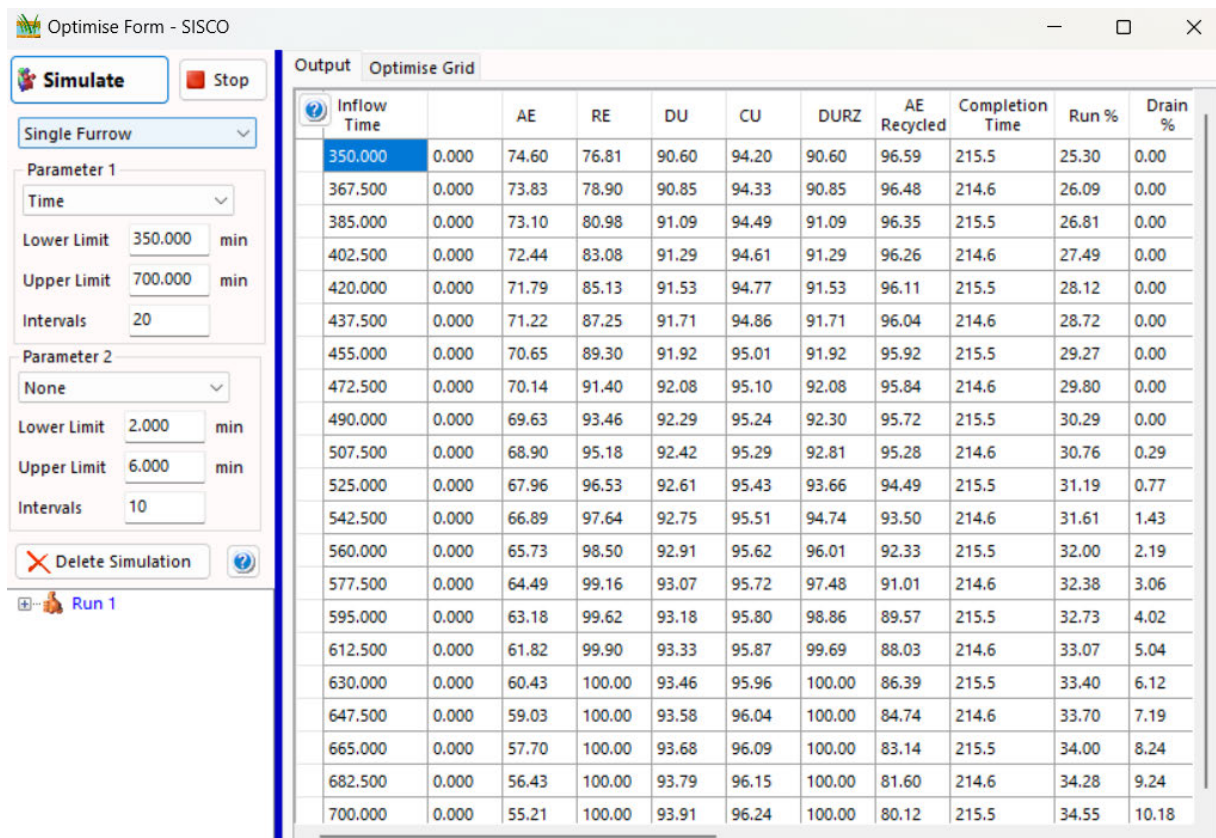 Optimise Form - SISCO
Simulate Stop
Single Furrow
Parameter 1
Time
Lower Limit 350.000 min
Upper Limit 700.000 min
Intervals 20
Parameter 2
None
Lower Limit 2.000 min
Upper Limit 6.000 min
Intervals 10
Delete Simulation
Run 1
Output Optimise Grid
Inflow Time AE RE DU CU DURZ AE Recycled Completion Time Run % Drain %
350.000 0.000 74.60 76.81 90.60 94.20 90.60 96.59 215.5 25.30 0.00
367.500 0.000 73.83 78.90 90.85 94.33 90.85 96.48 214.6 26.09 0.00
385.000 0.000 73.10 80.98 91.09 94.49 91.09 96.35 215.5 26.81 0.00
402.500 0.000 72.44 83.08 91.29 94.61 91.29 96.26 214.6 27.49 0.00
420.000 0.000 71.79 85.13 91.53 94.77 91.53 96.11 215.5 28.12 0.00
437.500 0.000 71.22 87.25 91.71 94.86 91.71 96.04 214.6 28.72 0.00
455.000 0.000 70.65 89.30 91.92 95.01 91.92 95.92 215.5 29.27 0.00
472.500 0.000 70.14 91.40 92.08 95.10 92.08 95.84 214.6 29.80 0.00
490.000 0.000 69.63 93.46 92.29 95.24 92.30 95.72 215.5 30.29 0.00
507.500 0.000 68.90 95.18 92.42 95.29 92.81 95.28 214.6 30.76 0.29
525.000 0.000 67.96 96.53 92.61 95.43 93.66 94.49 215.5 31.19 0.77
542.500 0.000 66.89 97.64 92.75 95.51 94.74 93.50 214.6 31.61 1.43
560.000 0.000 65.73 98.50 92.91 95.62 96.01 92.33 215.5 32.00 2.19
577.500 0.000 64.49 99.16 93.07 95.72 97.48 91.01 214.6 32.38 3.06
595.000 0.000 63.18 99.62 93.18 95.80 98.86 89.57 215.5 32.73 4.02
612.500 0.000 61.82 99.90 93.33 95.87 99.69 88.03 214.6 33.07 5.04
630.000 0.000 60.43 100.00 93.46 95.96 100.00 86.39 215.5 33.40 6.12
647.500 0.000 59.03 100.00 93.58 96.04 100.00 84.74 214.6 33.70 7.19
665.000 0.000 57.70 100.00 93.68 96.09 100.00 83.14 215.5 34.00 8.24
682.500 0.000 56.43 100.00 93.79 96.15 100.00 81.60 214.6 34.28 9.24
700.000 0.000 55.21 100.00 93.91 96.24 100.00 80.12 215.5 34.55 10.18